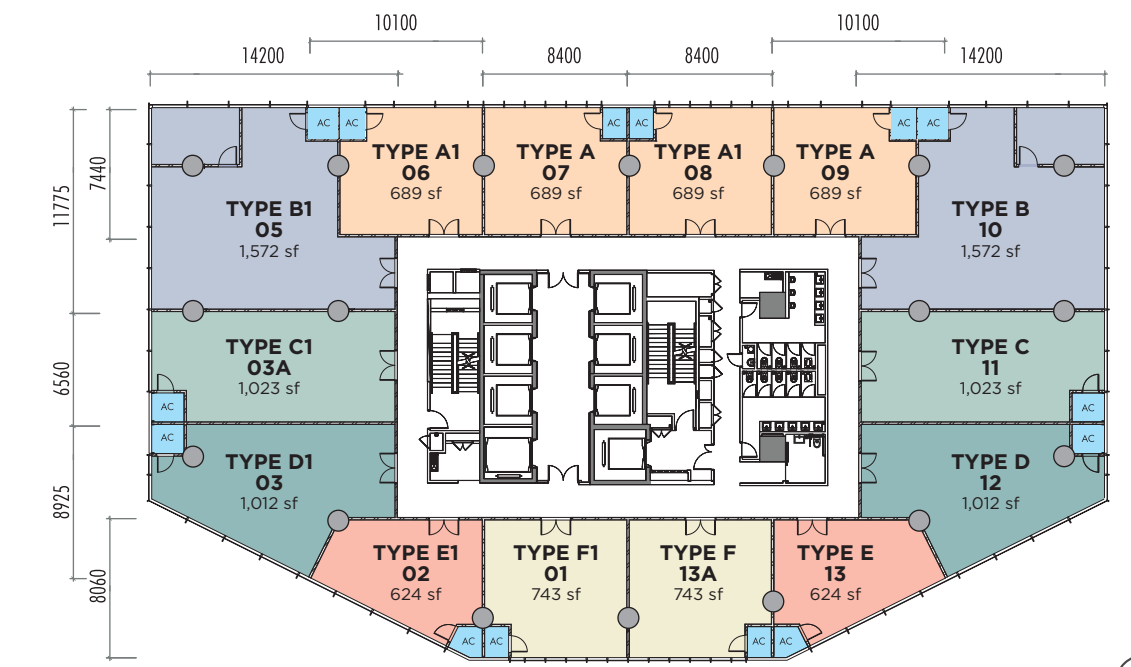 10100
10100
14200
8400
8400
14200
AC
AC
AC
AC
AC
AC
TYPE A1
06
689 sf
TYPE A
07
689 sf
TYPE A1
08
689 sf
TYPE A
09
689 sf
7440
11775
TYPE B1
05
1,572 sf
TYPE B
10
1,572 sf
TYPE C1
03A
1,023 sf
TYPE C
11
1,023 sf
6560
AC
AC
AC
AC
TYPE D1
03
1,012 sf
TYPE D
12
1,012 sf
8925
TYPE E1
02
624 sf
TYPE F1
01
743 sf
TYPE F
13A
743 sf
TYPE E
13
624 sf
8060
AC
AC
AC
AC